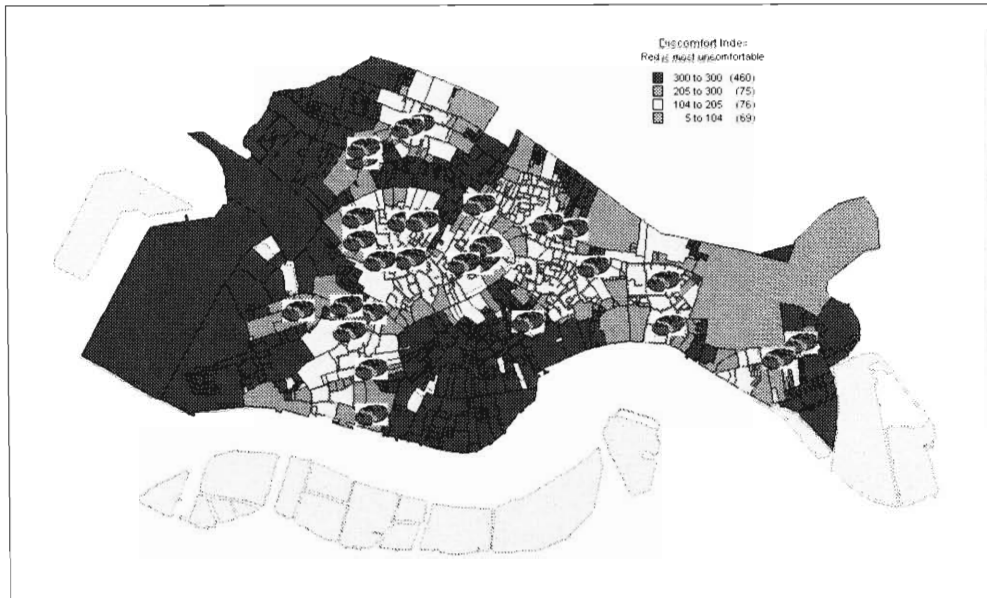 Discomfort Index
Red is most uncomfortable
300 to 300 (460)
205 to 300 (75)
104 to 205 (76)
5 to 104 (69)